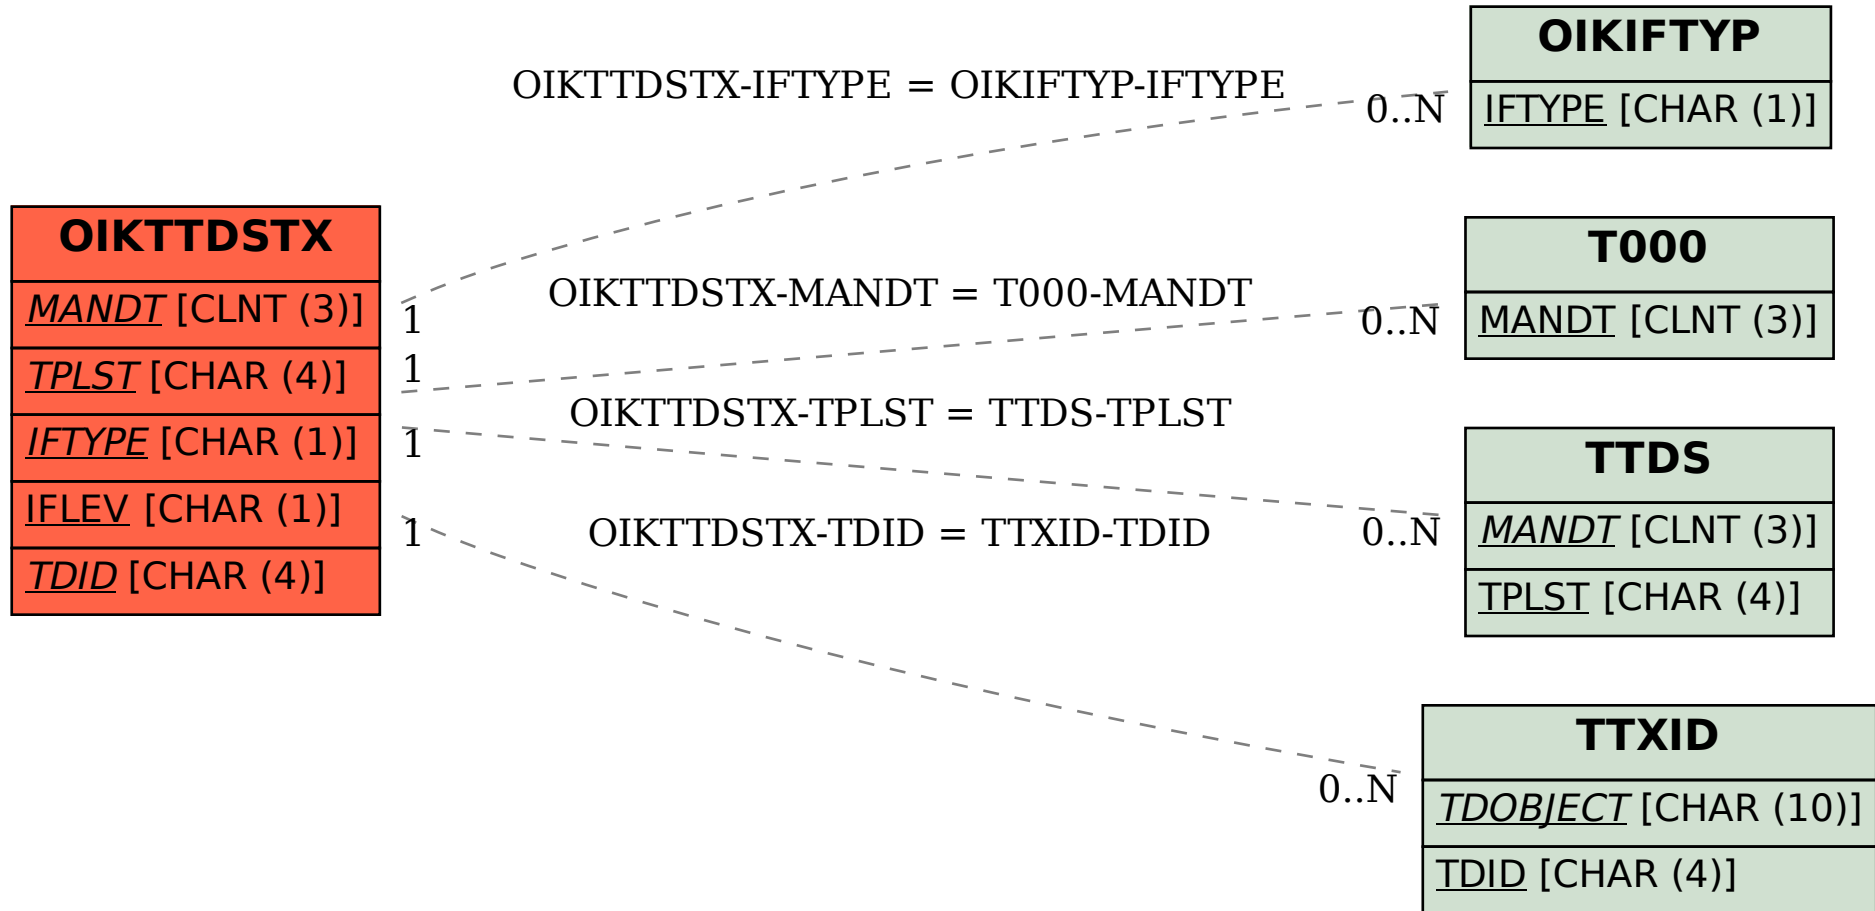 OIKTTDSTX
MANDT [CLNT (3)]
TPLST [CHAR (4)]
IFTYPE [CHAR (1)]
IFLEV [CHAR (1)]
TDID [CHAR (4)]
OIKTTDSTX-IFTYPE = OIKIFTYP-IFTYPE
0..N
1
OIKTTDSTX-MANDT = T000-MANDT
0..N
1
OIKTTDSTX-TPLST = TTDS-TPLST
0..N
1
OIKTTDSTX-TDID = TTXID-TDID
0..N
1
OIKIFTYP
IFTYPE [CHAR (1)]
T000
MANDT [CLNT (3)]
TTDS
MANDT [CLNT (3)]
TPLST [CHAR (4)]
TTXID
TDOBJECT [CHAR (10)]
TDID [CHAR (4)]